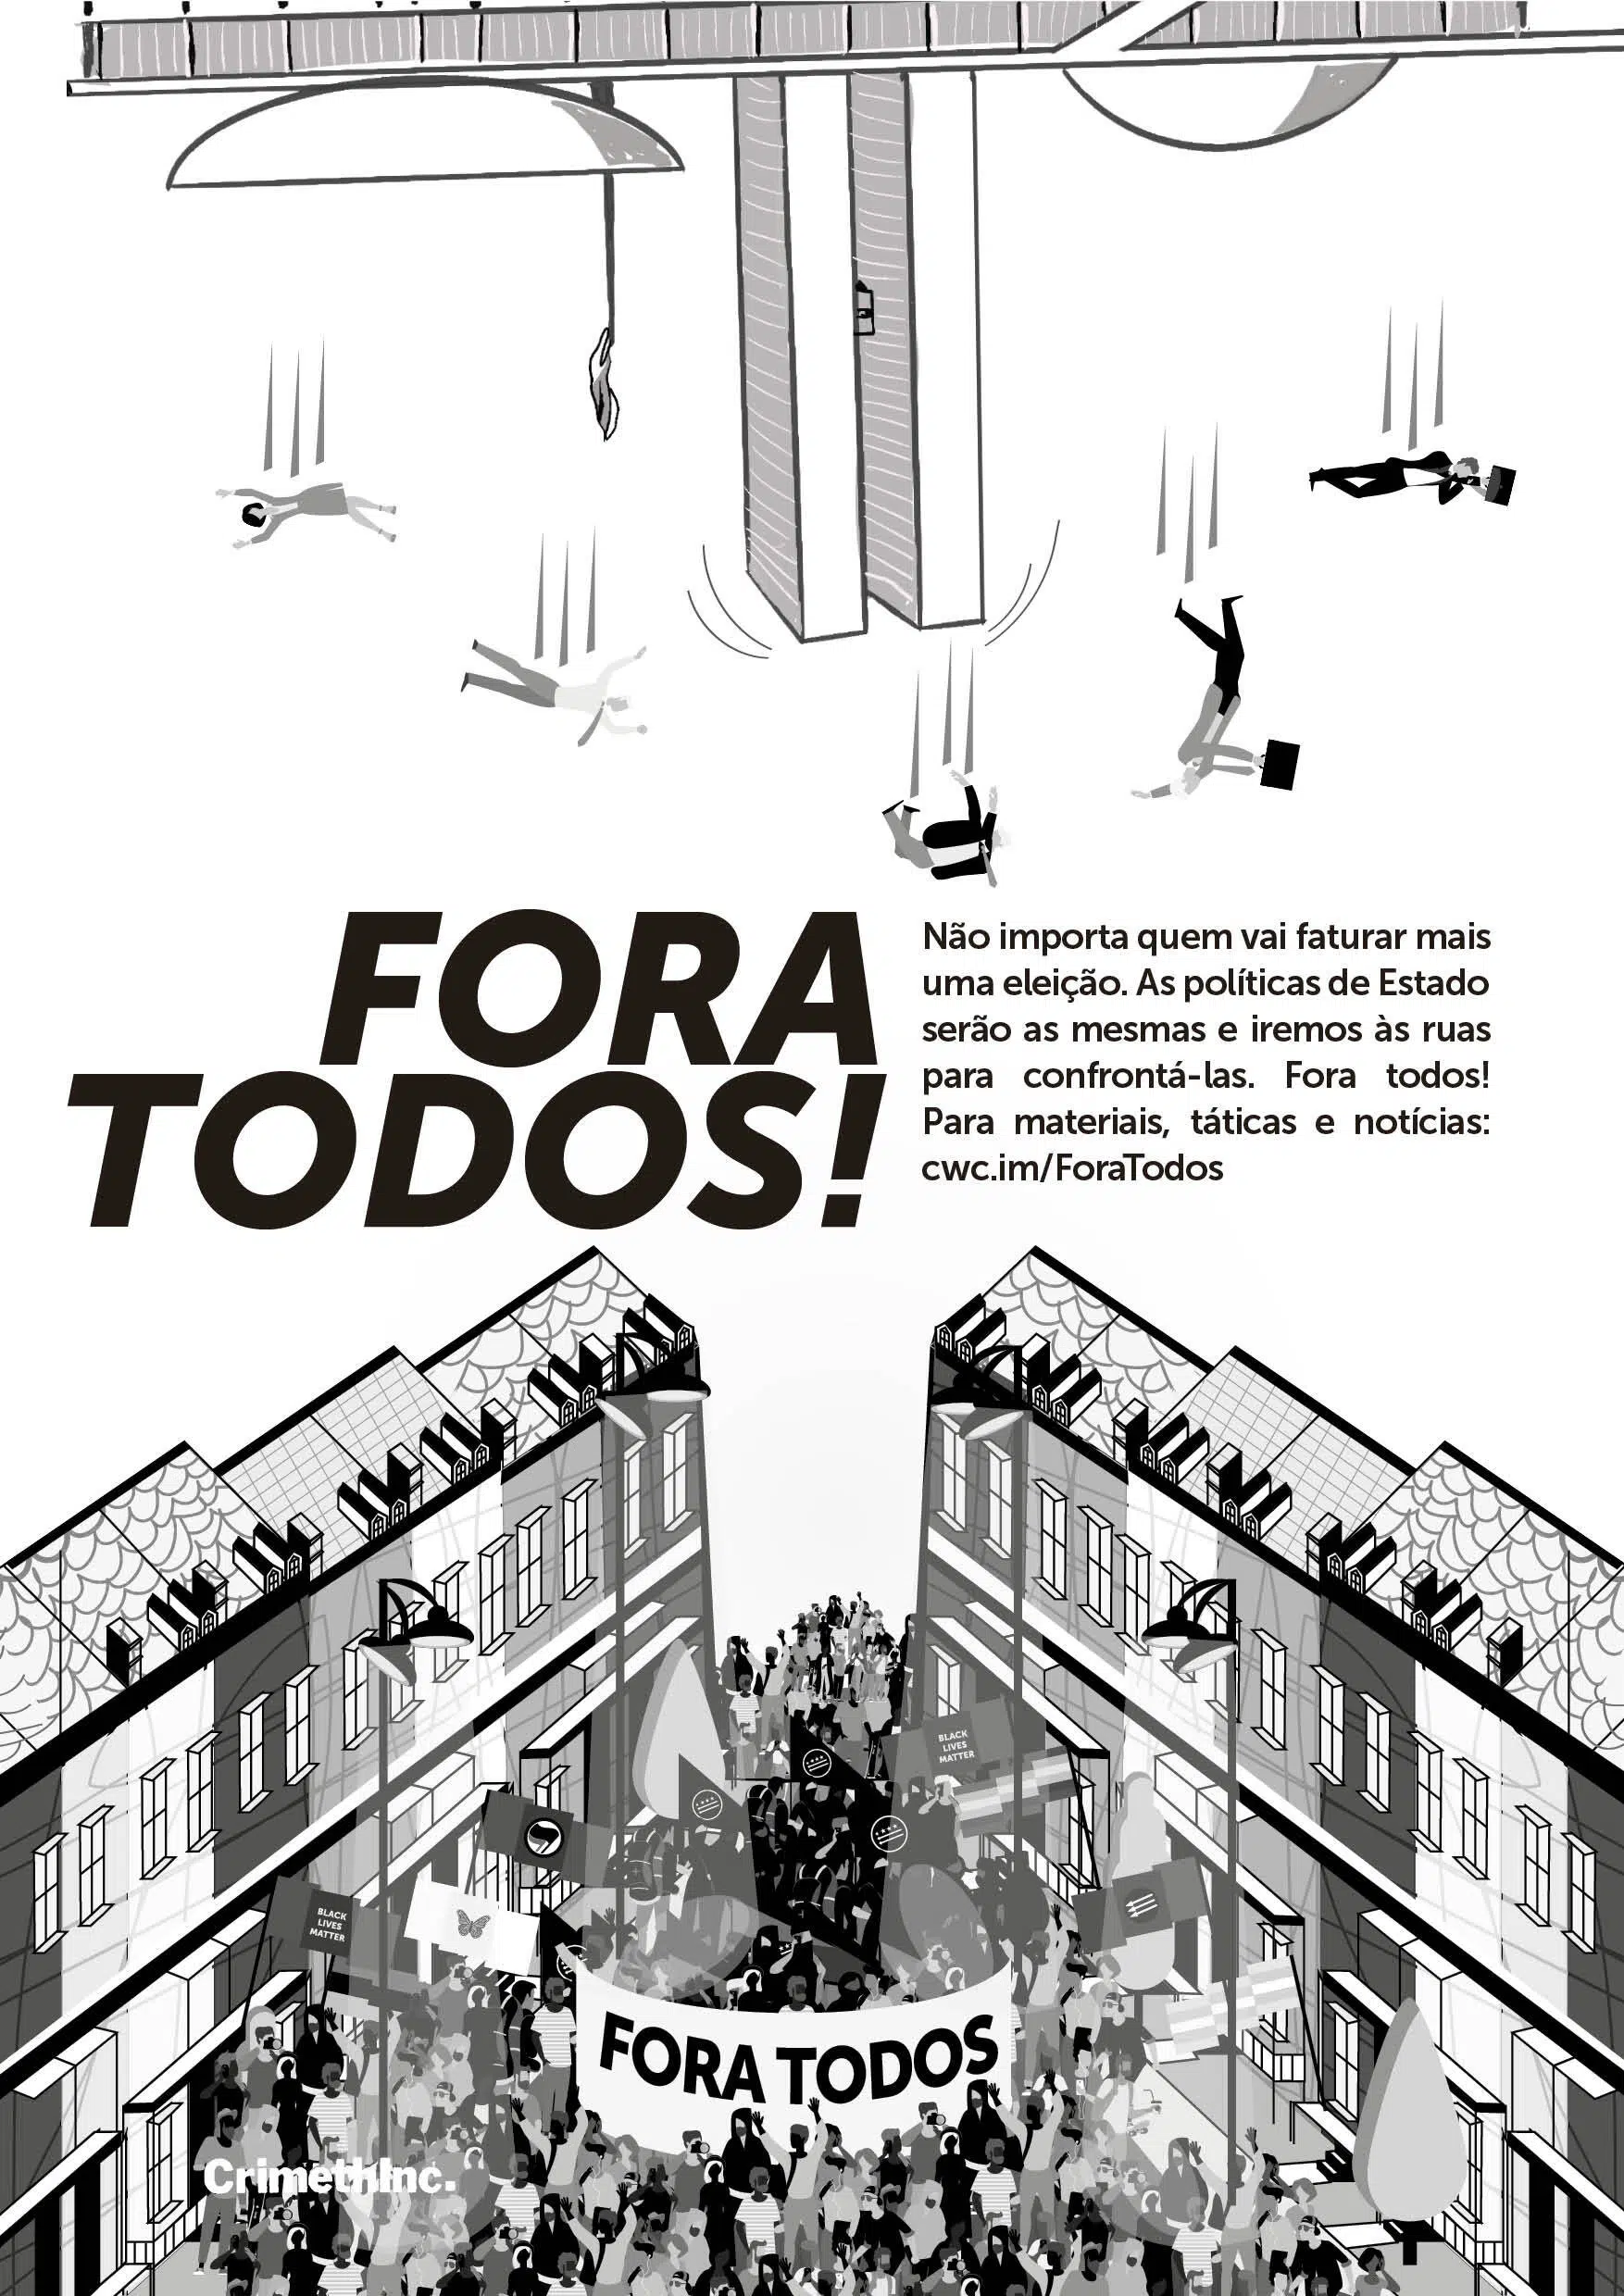 FORA
TODOS!
Não importa quem vai faturar mais
uma eleição. As políticas de Estado
serão as mesmas e iremos às ruas
para confrontá-las. Fora todos!
Para materiais, táticas e notícias:
cwc.im/ForaTodos
BLACK
LIVES
MATTER
BLACK
LIVES
MATTER
FORA TODOS
CrimethInc.